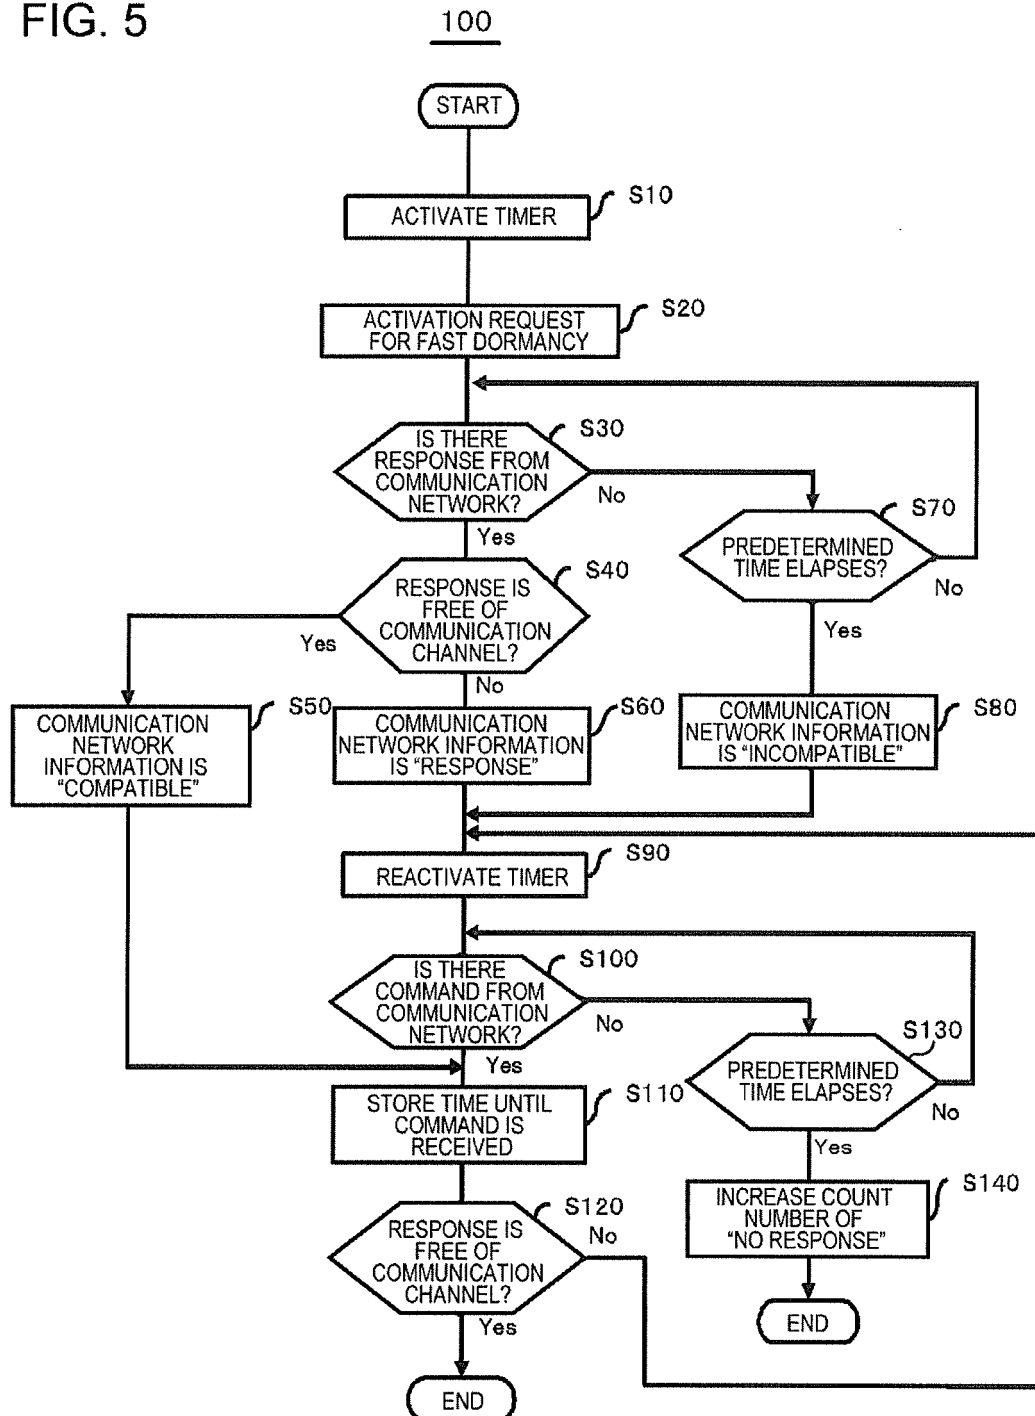 FIG. 5
100
START
ACTIVATE TIMER
S10
ACTIVATION REQUEST
FOR FAST DORMANCY
S20
IS THERE
RESPONSE FROM
COMMUNICATION
NETWORK?
S30
No
Yes
PREDETERMINED
TIME ELAPSES?
S70
No
Yes
RESPONSE IS
FREE OF
COMMUNICATION
CHANNEL?
S40
Yes
No
COMMUNICATION
NETWORK
INFORMATION IS
“COMPATIBLE”
S50
COMMUNICATION
NETWORK INFORMATION
IS “RESPONSE”
S60
COMMUNICATION
NETWORK INFORMATION
IS “INCOMPATIBLE”
S80
REACTIVATE TIMER
S90
IS THERE
COMMAND FROM
COMMUNICATION
NETWORK?
S100
No
Yes
PREDETERMINED
TIME ELAPSES?
S130
No
Yes
STORE TIME UNTIL
COMMAND IS
RECEIVED
S110
INCREASE COUNT
NUMBER OF
“NO RESPONSE”
S140
END
RESPONSE IS
FREE OF
COMMUNICATION
CHANNEL?
S120
No
Yes
END